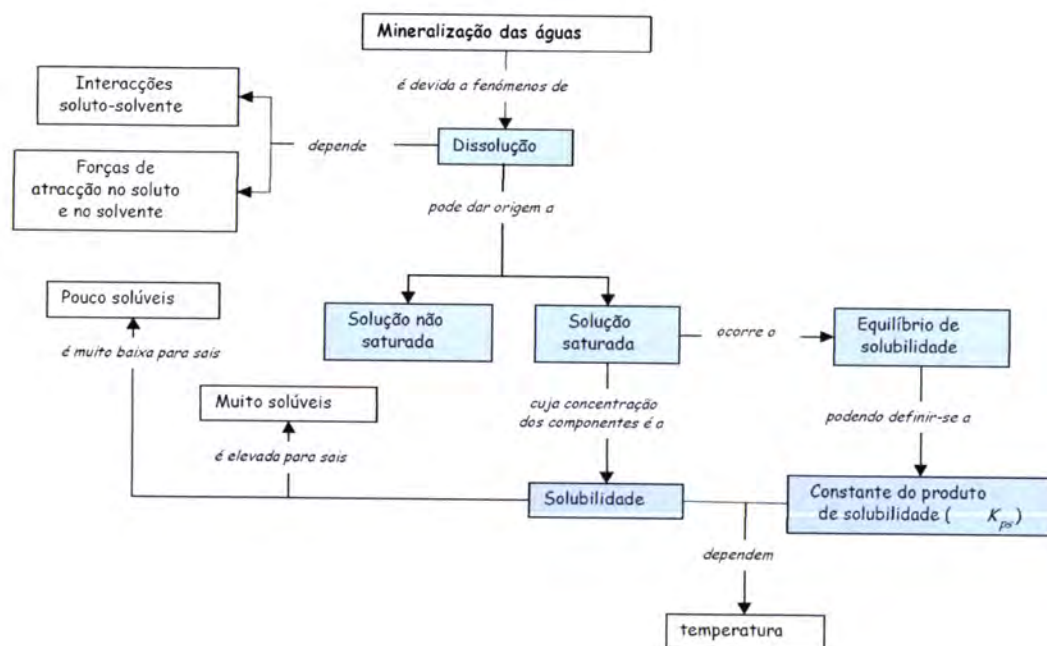 Mineralização das águas
é devida a fenómenos de
Interacções
soluto-solvente
depende
Dissolução
Forças de
atracção no soluto
e no solvente
pode dar origem a
Pouco solúveis
Solução não
saturada
Solução
saturada
ocorre o
Equilíbrio de
solubilidade
é muito baixa para sais
Muito solúveis
cuja concentração
dos componentes é a
podendo definir-se a
é elevada para sais
Solubilidade
Constante do produto
de solubilidade ( Kps)
dependem
temperatura